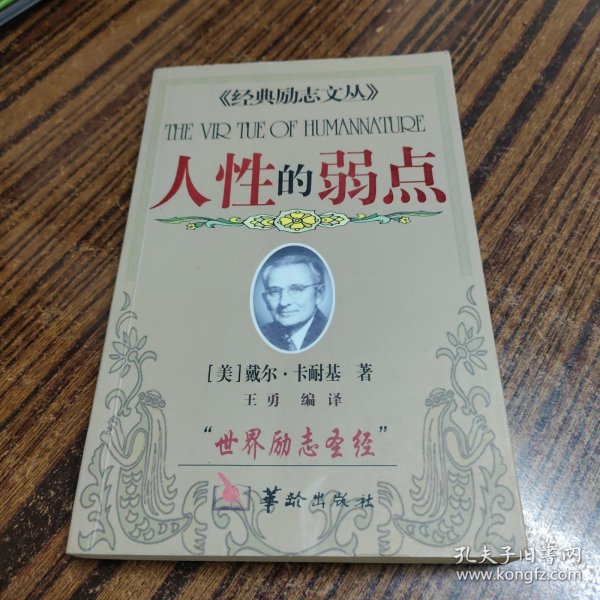 《经典励志文丛》
THE VIR TUE OF HUMANNATURE
人性的弱点
[美]戴尔·卡耐基 著
王勇 编译
“世界励志圣经”
华龄出版社
孔夫子旧书网
www.kongfz.com